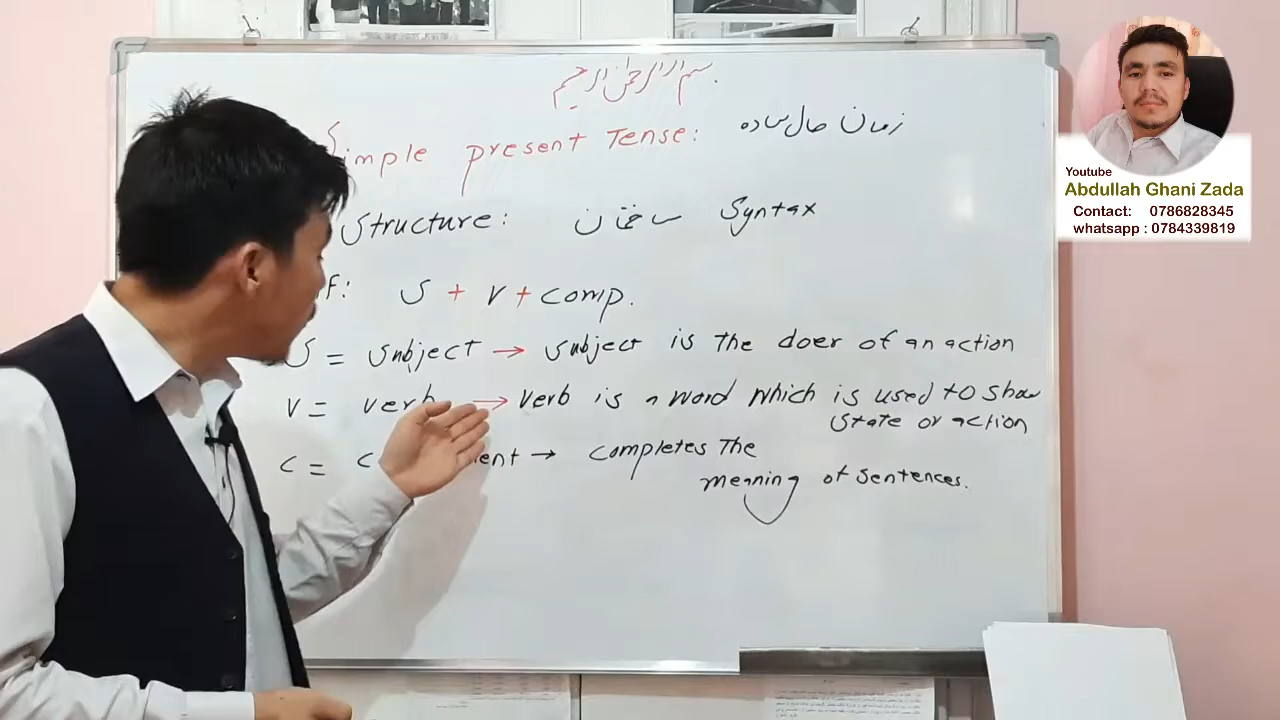 بسم الله الرحمن الرحیم
Simple present Tense: زمان حال ساده
Structure: ساختمان Syntax
F: S + V + comp.
S = subject → subject is the doer of an action
V = verb → verb is a word which is used to show
state or action
C = c ment → completes the
meaning of sentences.
Youtube
Abdullah Ghani Zada
Contact: 0786828345
whatsapp : 0784339819